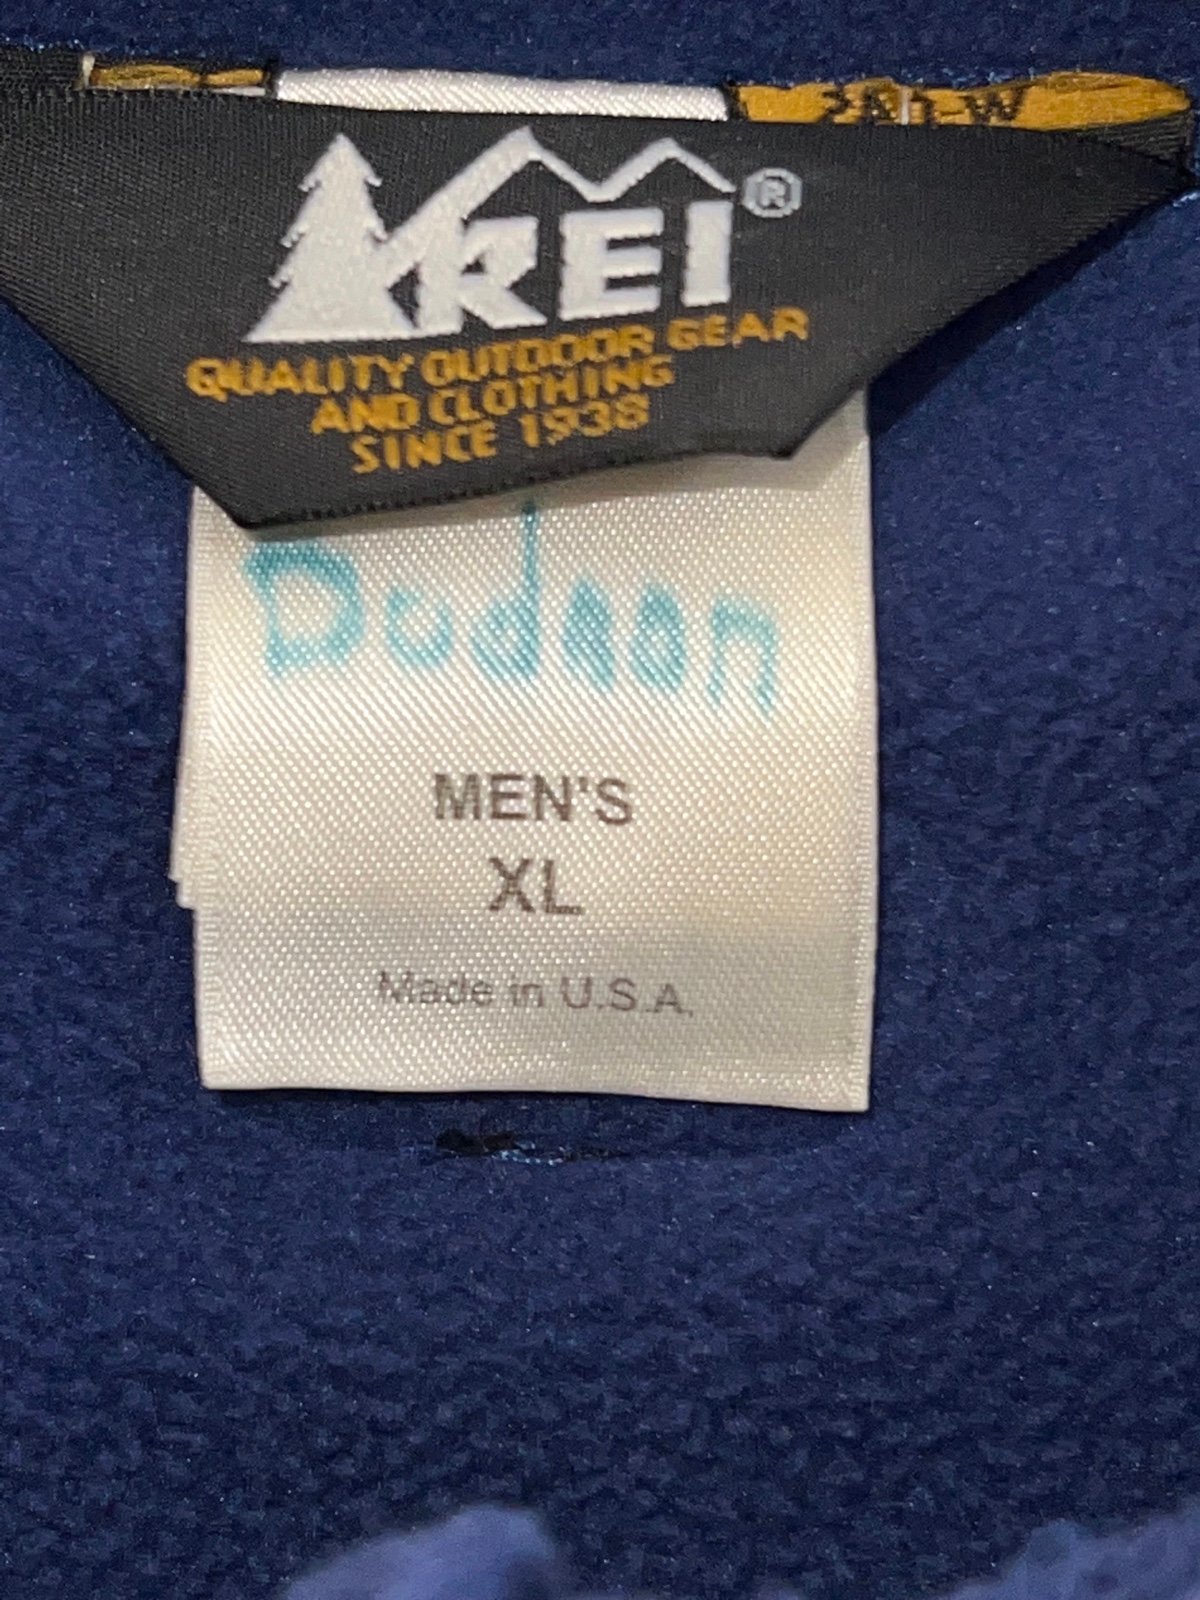 REI®
QUALITY OUTDOOR GEAR
AND CLOTHING
SINCE 1938
Dodson
MEN'S
XL
Made in U.S.A.